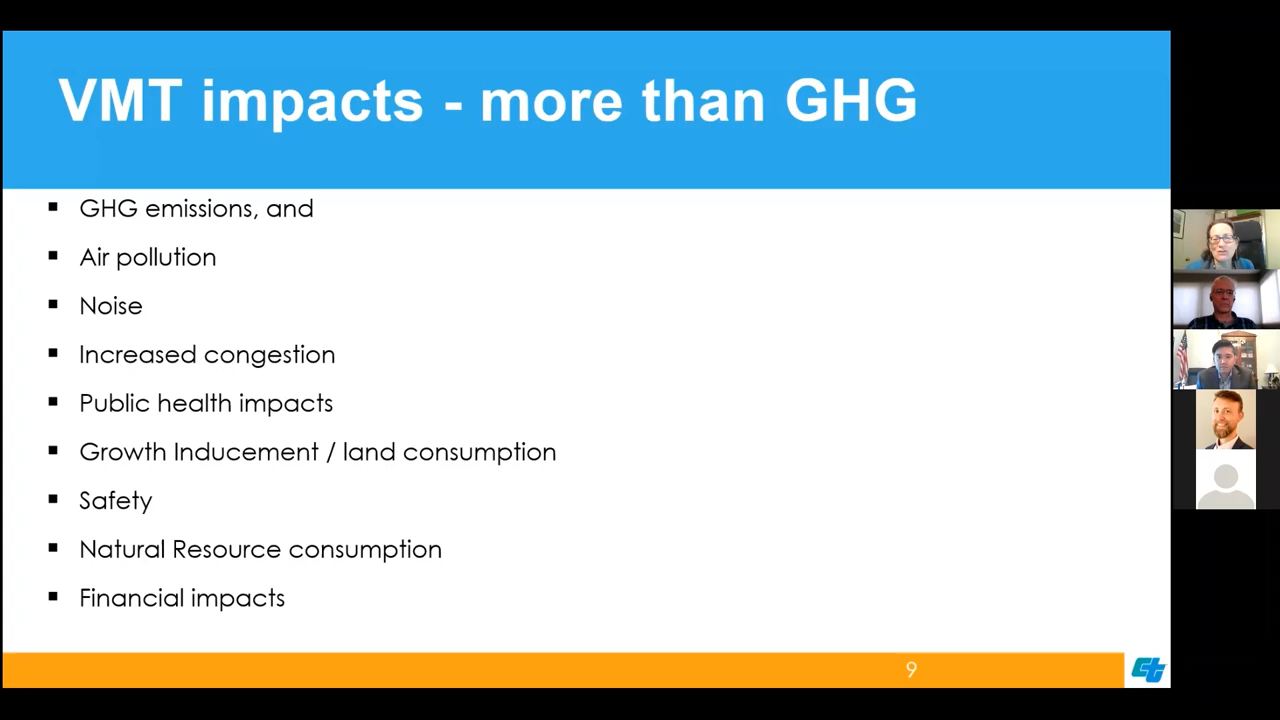 VMT impacts - more than GHG
▪ GHG emissions, and
▪ Air pollution
▪ Noise
▪ Increased congestion
▪ Public health impacts
▪ Growth Inducement / land consumption
▪ Safety
▪ Natural Resource consumption
▪ Financial impacts
9